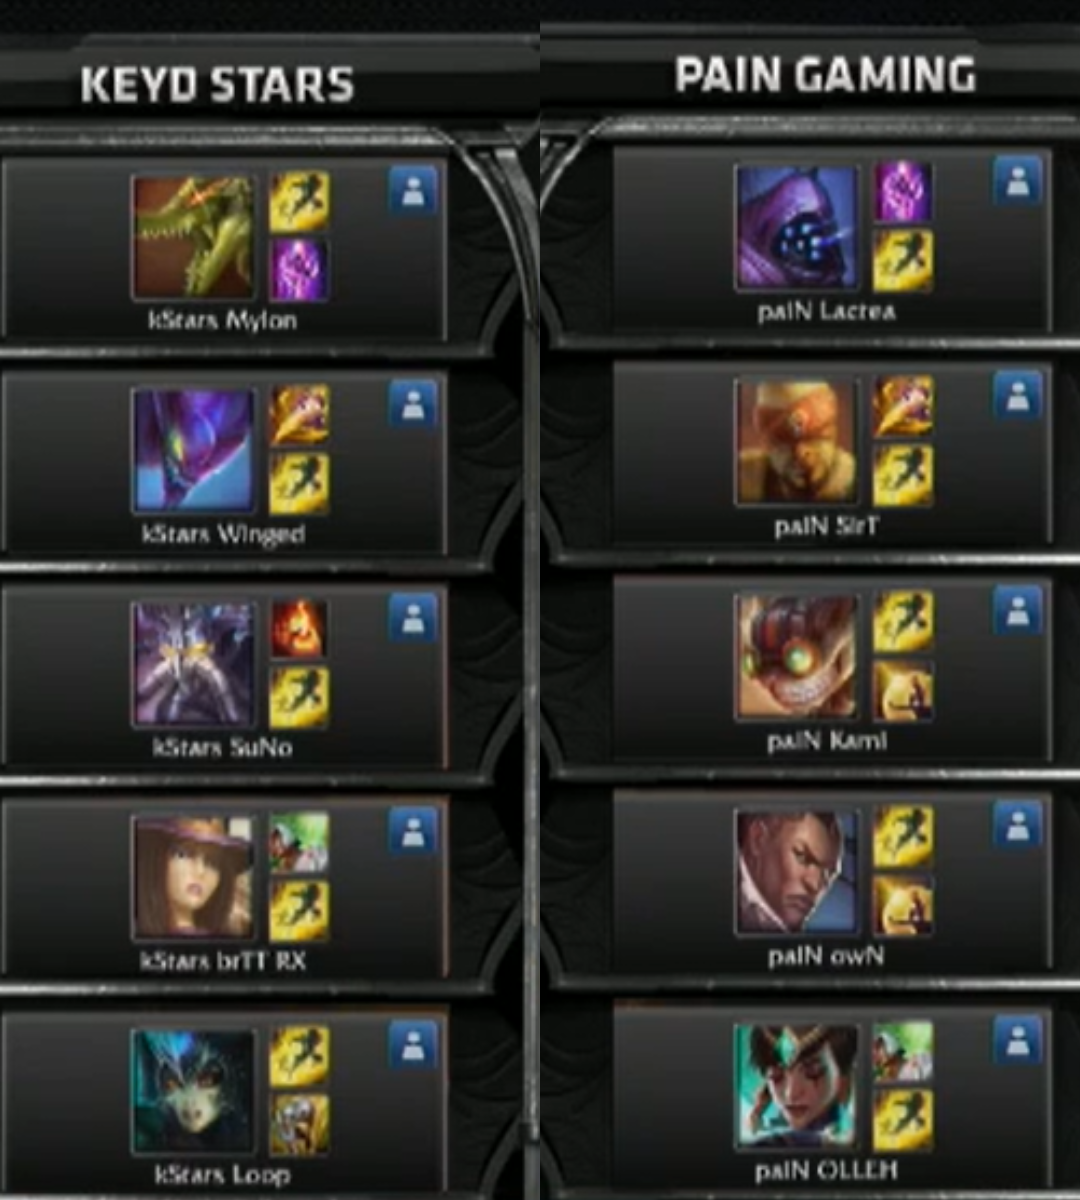 KEYD STARS
kStars Mylon
kStars Winged
kStars SuNo
kStars brTT RX
kStars Loop
PAIN GAMING
paIN Lactea
paIN SirT
paIN Kami
paIN owN
paIN OLLEH